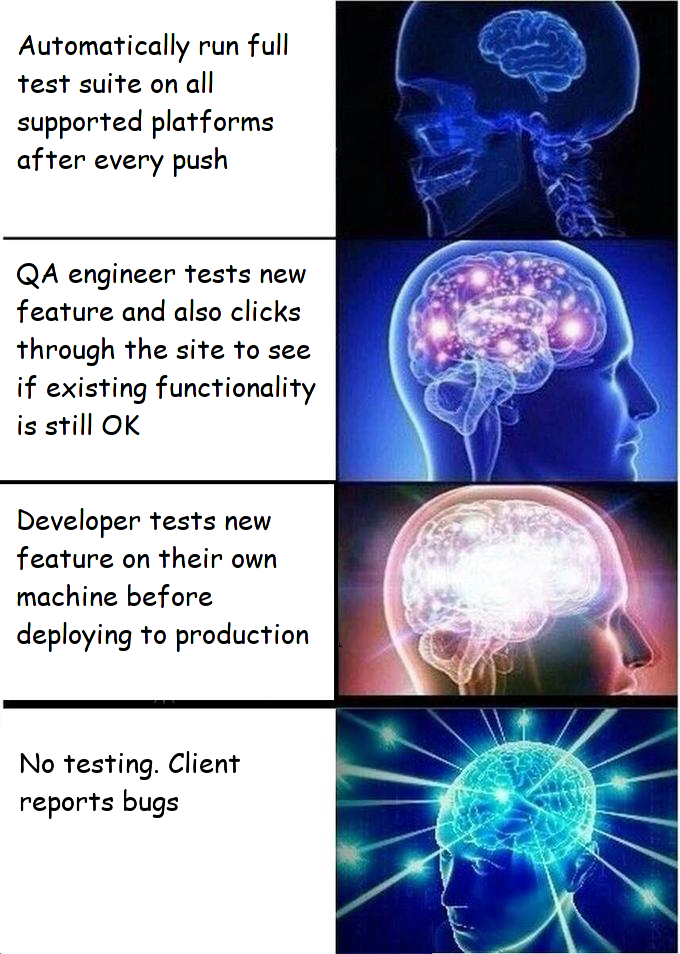 Automatically run full
test suite on all
supported platforms
after every push
QA engineer tests new
feature and also clicks
through the site to see
if existing functionality
is still OK
Developer tests new
feature on their own
machine before
deploying to production
No testing. Client
reports bugs